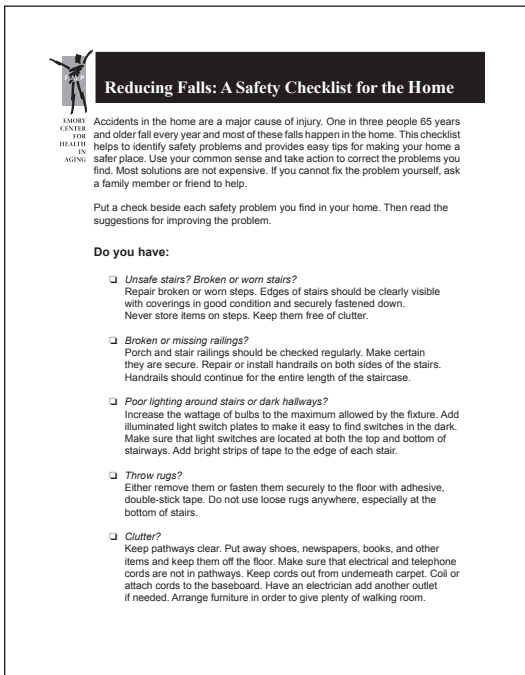 F A L P
Reducing Falls: A Safety Checklist for the Home
EMORY
CENTER
FOR
HEALTH
IN
AGING
Accidents in the home are a major cause of injury. One in three people 65 years
and older fall every year and most of these falls happen in the home. This checklist
helps to identify safety problems and provides easy tips for making your home a
safer place. Use your common sense and take action to correct the problems you
find. Most solutions are not expensive. If you cannot fix the problem yourself, ask
a family member or friend to help.
Put a check beside each safety problem you find in your home. Then read the
suggestions for improving the problem.
Do you have:
❏ Unsafe stairs? Broken or worn stairs?
Repair broken or worn steps. Edges of stairs should be clearly visible
with coverings in good condition and securely fastened down.
Never store items on steps. Keep them free of clutter.
❏ Broken or missing railings?
Porch and stair railings should be checked regularly. Make certain
they are secure. Repair or install handrails on both sides of the stairs.
Handrails should continue for the entire length of the staircase.
❏ Poor lighting around stairs or dark hallways?
Increase the wattage of bulbs to the maximum allowed by the fixture. Add
illuminated light switch plates to make it easy to find switches in the dark.
Make sure that light switches are located at both the top and bottom of
stairways. Add bright strips of tape to the edge of each stair.
❏ Throw rugs?
Either remove them or fasten them securely to the floor with adhesive,
double-stick tape. Do not use loose rugs anywhere, especially at the
bottom of stairs.
❏ Clutter?
Keep pathways clear. Put away shoes, newspapers, books, and other
items and keep them off the floor. Make sure that electrical and telephone
cords are not in pathways. Keep cords out from underneath carpet. Coil or
attach cords to the baseboard. Have an electrician add another outlet
if needed. Arrange furniture in order to give plenty of walking room.